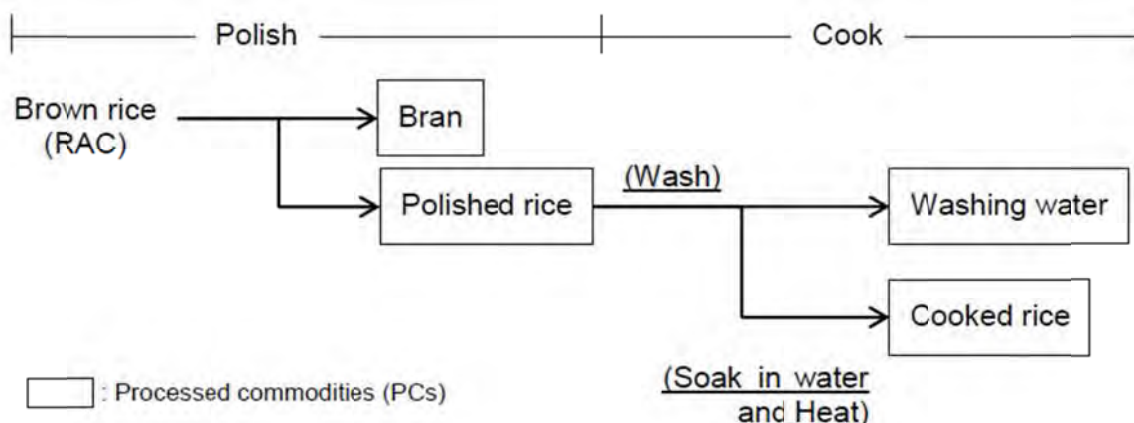 Polish
Cook
Brown rice
(RAC)
Bran
Polished rice
(Wash)
Washing water
Cooked rice
(Soak in water
and Heat)
: Processed commodities (PCs)